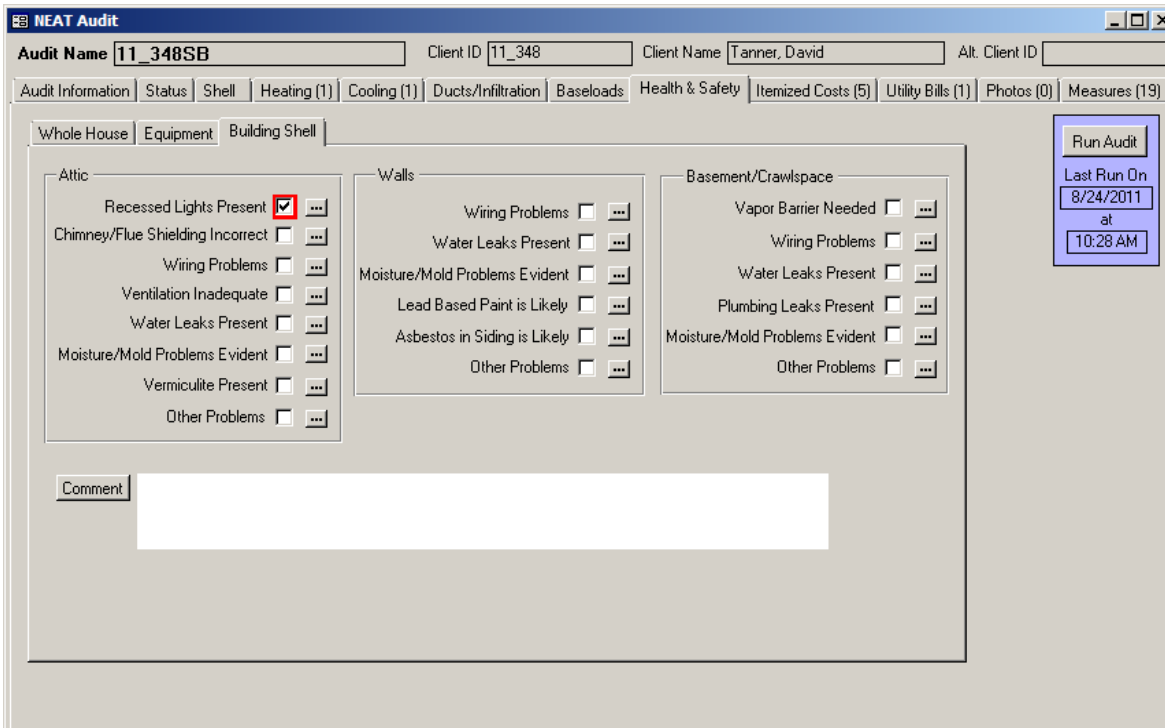 NEAT Audit
Audit Name 11_348SB Client ID 11_348 Client Name Tanner, David Alt. Client ID
Audit Information Status Shell Heating (1) Cooling (1) Ducts/Infiltration Baseloads Health & Safety Itemized Costs (5) Utility Bills (1) Photos (0) Measures (19)
Whole House Equipment Building Shell
Run Audit
Last Run On
8/24/2011
at
10:28 AM
Attic
Recessed Lights Present ...
Chimney/Flue Shielding Incorrect ...
Wiring Problems ...
Ventilation Inadequate ...
Water Leaks Present ...
Moisture/Mold Problems Evident ...
Vermiculite Present ...
Other Problems ...
Walls
Wiring Problems ...
Water Leaks Present ...
Moisture/Mold Problems Evident ...
Lead Based Paint is Likely ...
Asbestos in Siding is Likely ...
Other Problems ...
Basement/Crawlspace
Vapor Barrier Needed ...
Wiring Problems ...
Water Leaks Present ...
Plumbing Leaks Present ...
Moisture/Mold Problems Evident ...
Other Problems ...
Comment